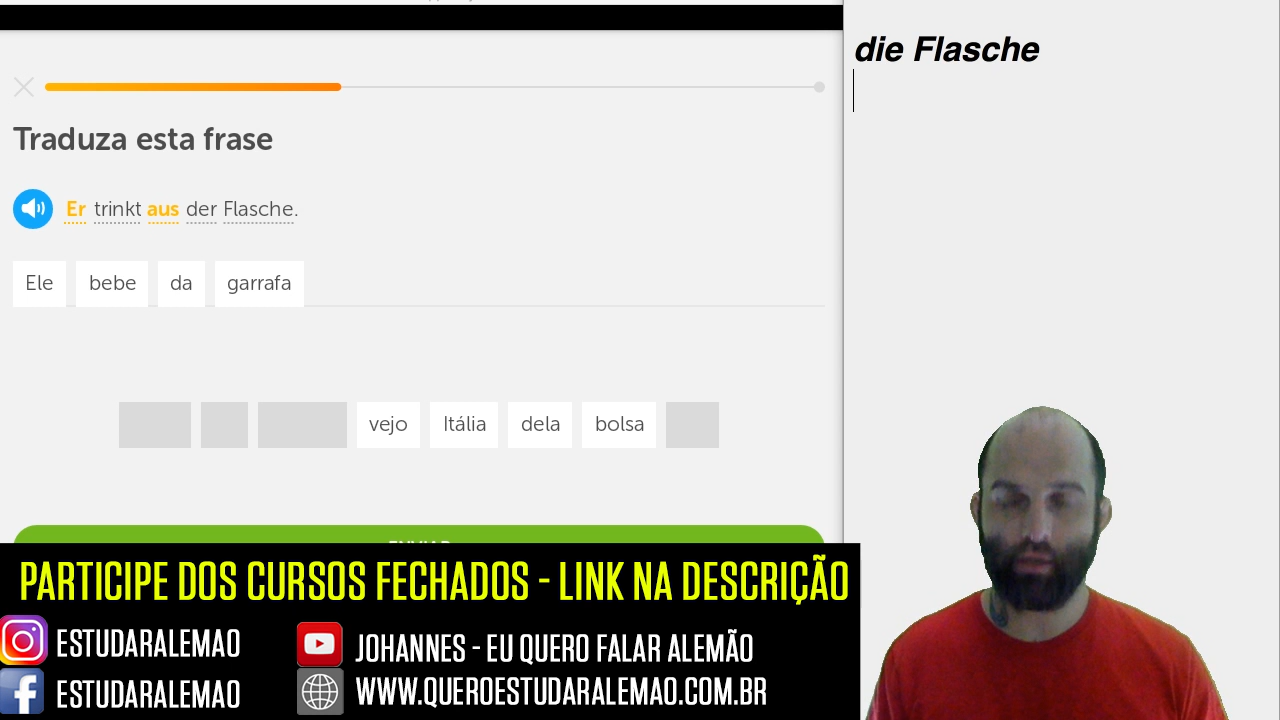 die Flasche
Traduza esta frase
Er trinkt aus der Flasche.
Ele bebe da garrafa
vejo Itália dela bolsa
PARTICIPE DOS CURSOS FECHADOS - LINK NA DESCRIÇÃO
ESTUDARALEMAO
JOHANNES - EU QUERO FALAR ALEMÃO
ESTUDARALEMAO
WWW.QUEROESTUDARALEMAO.COM.BR